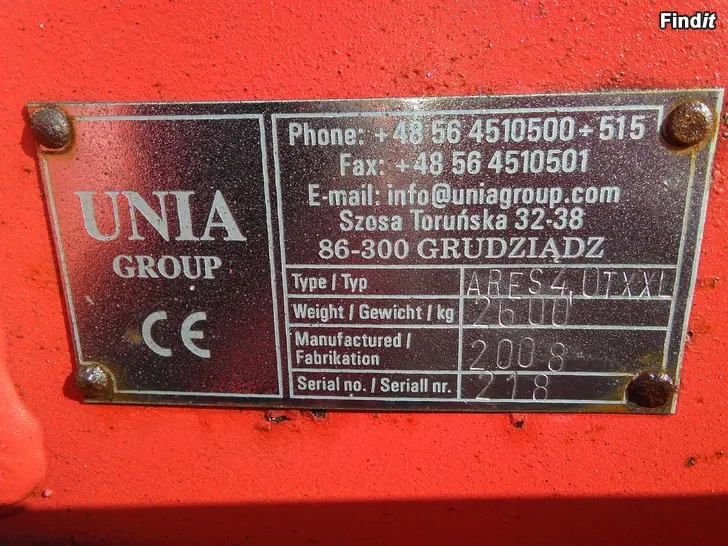 Findit
UNIA
GROUP
CE
Phone: +48 56 4510500÷515
Fax: +48 56 4510501
E-mail: info@uniagroup.com
Szosa Toruńska 32-38
86-300 GRUDZIĄDZ
Type / Typ ARES 4,0TXXL
Weight / Gewicht / kg 2600
Manufactured /
Fabrikation 2008
Serial no. / Seriall nr. 218